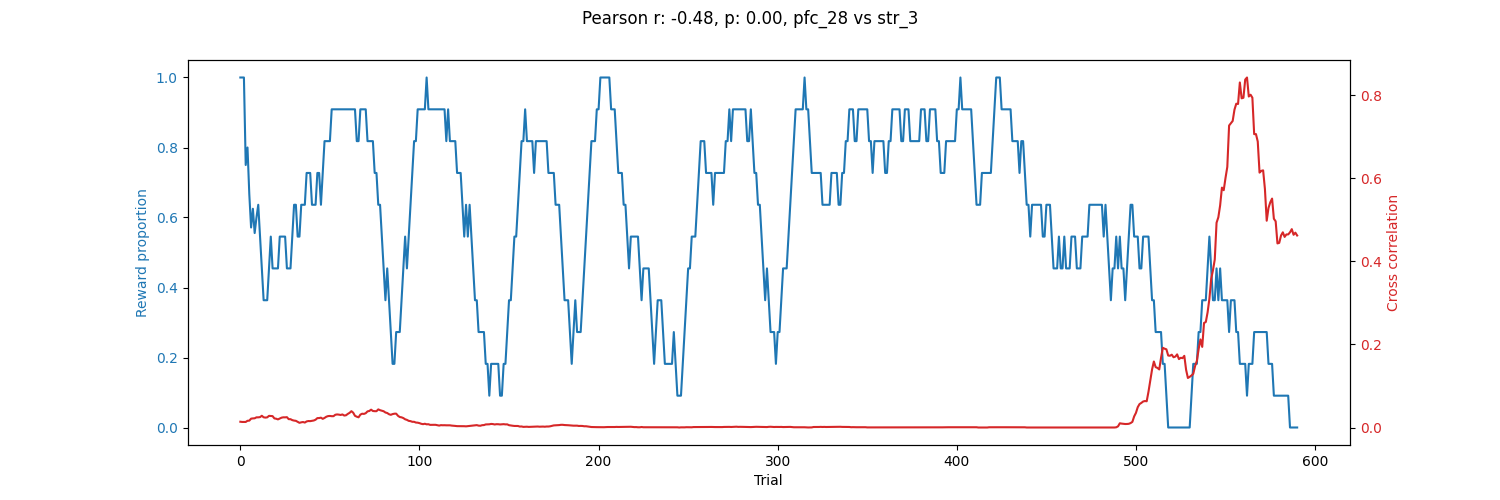 Pearson r: -0.48, p: 0.00, pfc_28 vs str_3
1.0
0.8
0.6
0.4
0.2
0.0
Reward proportion
0.8
0.6
0.4
0.2
0.0
Cross correlation
0 100 200 300 400 500 600
Trial